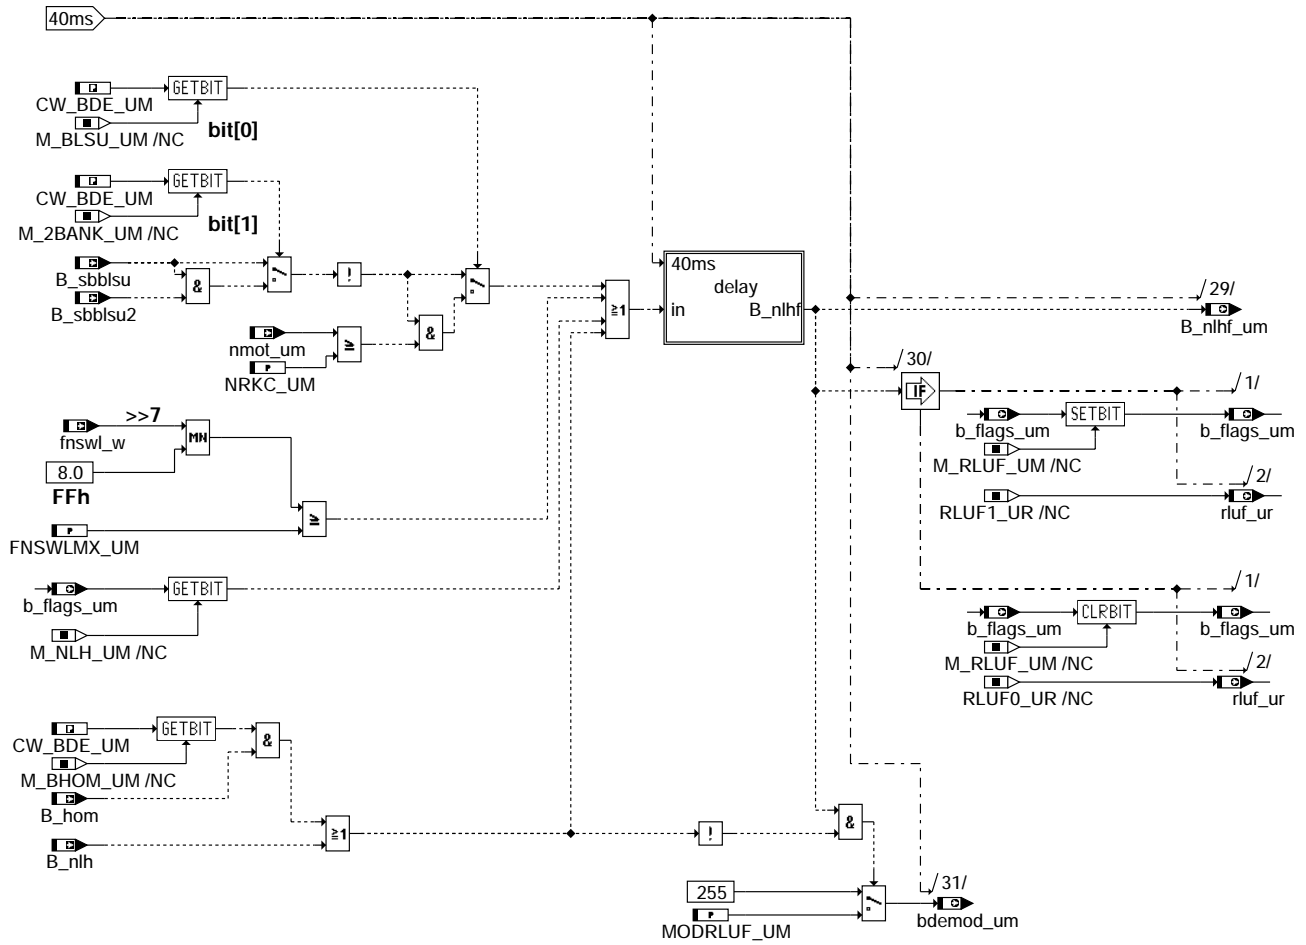 40ms
GETBIT
CW_BDE_UM
M_BLSU_UM /NC
bit[0]
GETBIT
CW_BDE_UM
M_2BANK_UM /NC
bit[1]
B_sbblsu
&
B_sbblsu2
!
nmot_um
≥
NRKC_UM
&
≥1
40ms
delay
in
B_nlhf
/29/
B_nlhf_um
/30/
IF
/1/
SETBIT
b_flags_um
b_flags_um
M_RLUF_UM /NC
/2/
RLUF1_UR /NC
rluf_ur
>>7
fnswl_w
MN
8.0
FFh
≥
FNSWLMX_UM
b_flags_um
GETBIT
M_NLH_UM /NC
/1/
CLRBIT
b_flags_um
b_flags_um
M_RLUF_UM /NC
/2/
RLUF0_UR /NC
rluf_ur
CW_BDE_UM
GETBIT
&
M_BHOM_UM /NC
B_hom
≥1
B_nlh
!
&
255
P
MODRLUF_UM
/31/
bdemod_um